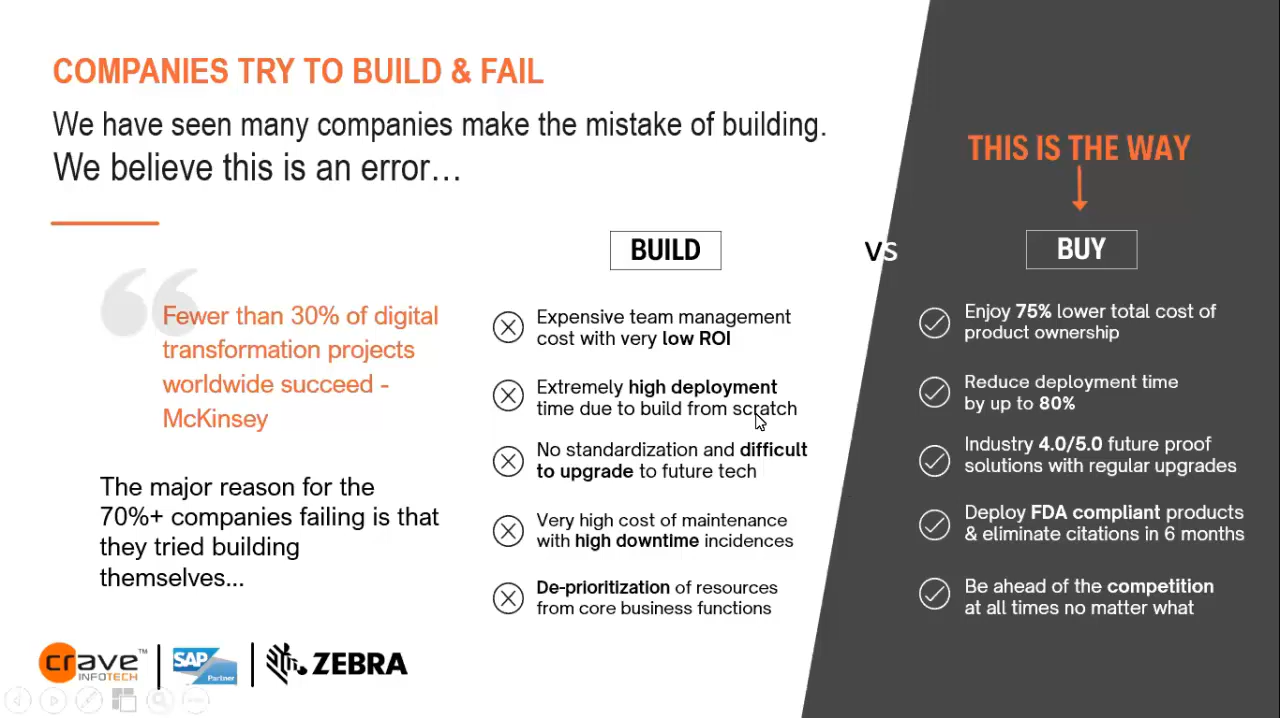 COMPANIES TRY TO BUILD & FAIL
We have seen many companies make the mistake of building.
We believe this is an error…
Fewer than 30% of digital
transformation projects
worldwide succeed -
McKinsey
The major reason for the
70%+ companies failing is that
they tried building
themselves...
BUILD
Expensive team management
cost with very low ROI
Extremely high deployment
time due to build from scratch
No standardization and difficult
to upgrade to future tech
Very high cost of maintenance
with high downtime incidences
De-prioritization of resources
from core business functions
VS
THIS IS THE WAY
BUY
Enjoy 75% lower total cost of
product ownership
Reduce deployment time
by up to 80%
Industry 4.0/5.0 future proof
solutions with regular upgrades
Deploy FDA compliant products
& eliminate citations in 6 months
Be ahead of the competition
at all times no matter what
crave™
INFOTECH
SAP
Partner
ZEBRA